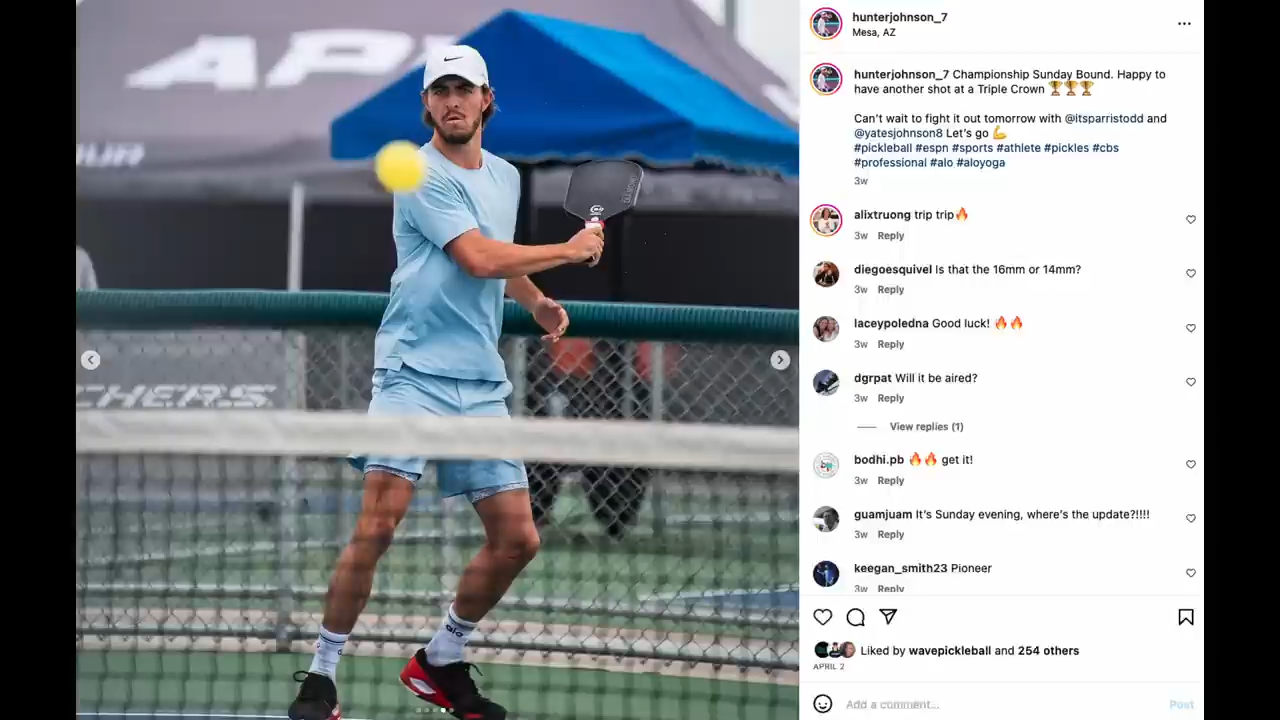 AP
OUR
CHERS
alo
hunterjohnson_7
Mesa, AZ
hunterjohnson_7 Championship Sunday Bound. Happy to
have another shot at a Triple Crown 🏆🏆🏆
Can't wait to fight it out tomorrow with @itsparristodd and
@yatesjohnson8 Let's go 💪
#pickleball #espn #sports #athlete #pickles #cbs
#professional #alo #aloyoga
3w
alixtruong trip trip🔥
3w Reply
diegoesquivel Is that the 16mm or 14mm?
3w Reply
laceypoledna Good luck! 🔥🔥
3w Reply
dgrpat Will it be aired?
3w Reply
View replies (1)
bodhi.pb 🔥🔥 get it!
3w Reply
guamjuam It's Sunday evening, where's the update?!!!!
3w Reply
keegan_smith23 Pioneer
3w Reply
Liked by wavepickleball and 254 others
APRIL 2
Add a comment...
Post